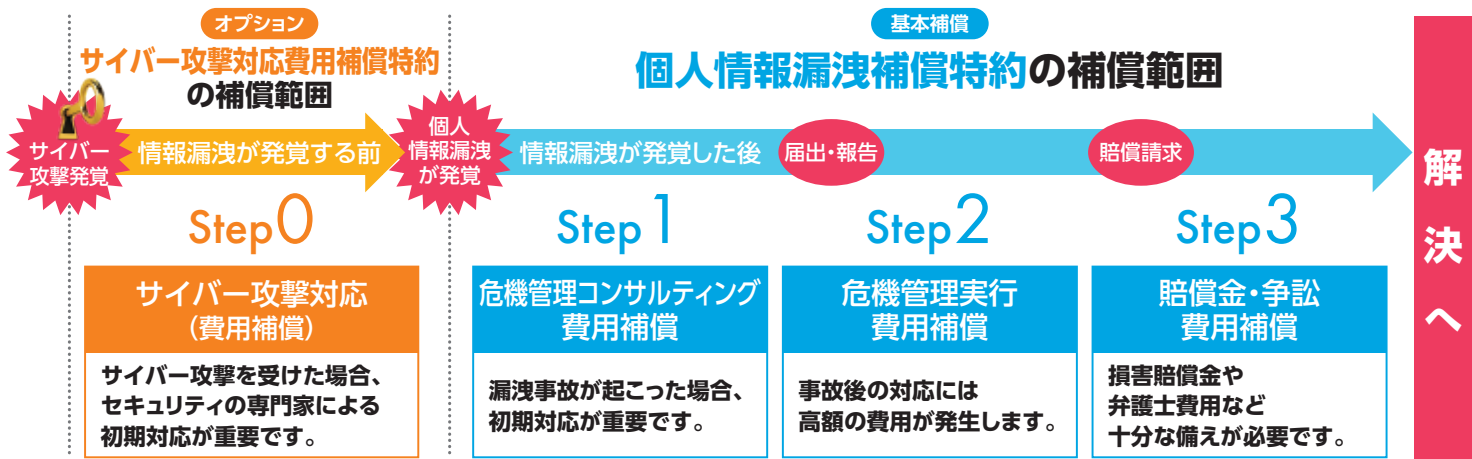 オプション
サイバー攻撃対応費用補償特約
の補償範囲
基本補償
個人情報漏洩補償特約の補償範囲
サイバー
攻撃発覚
情報漏洩が発覚する前
個人
情報漏洩
が発覚
情報漏洩が発覚した後
届出・報告
賠償請求
解決へ
Step0
サイバー攻撃対応
(費用補償)
サイバー攻撃を受けた場合、
セキュリティの専門家による
初期対応が重要です。
Step1
危機管理コンサルティング
費用補償
漏洩事故が起こった場合、
初期対応が重要です。
Step2
危機管理実行
費用補償
事故後の対応には
高額の費用が発生します。
Step3
賠償金・争訟
費用補償
損害賠償金や
弁護士費用など
十分な備えが必要です。